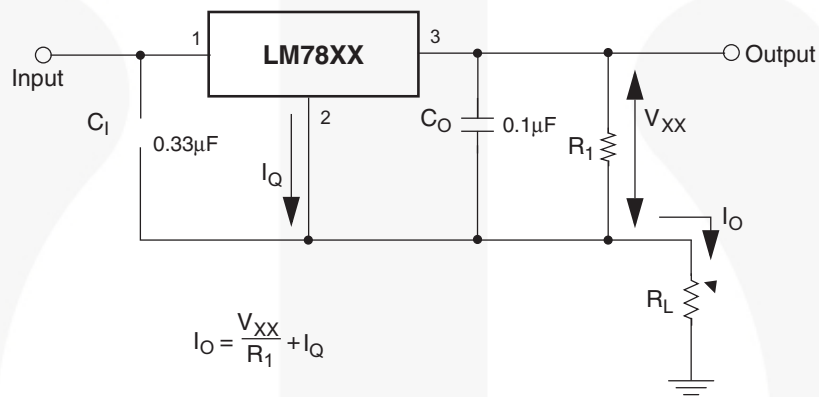 1
LM78XX
3
Input
Output
2
C_I
0.33μF
I_Q
C_O
0.1μF
R_1
V_XX
I_O
R_L
I_O = V_XX / R_1 + I_Q